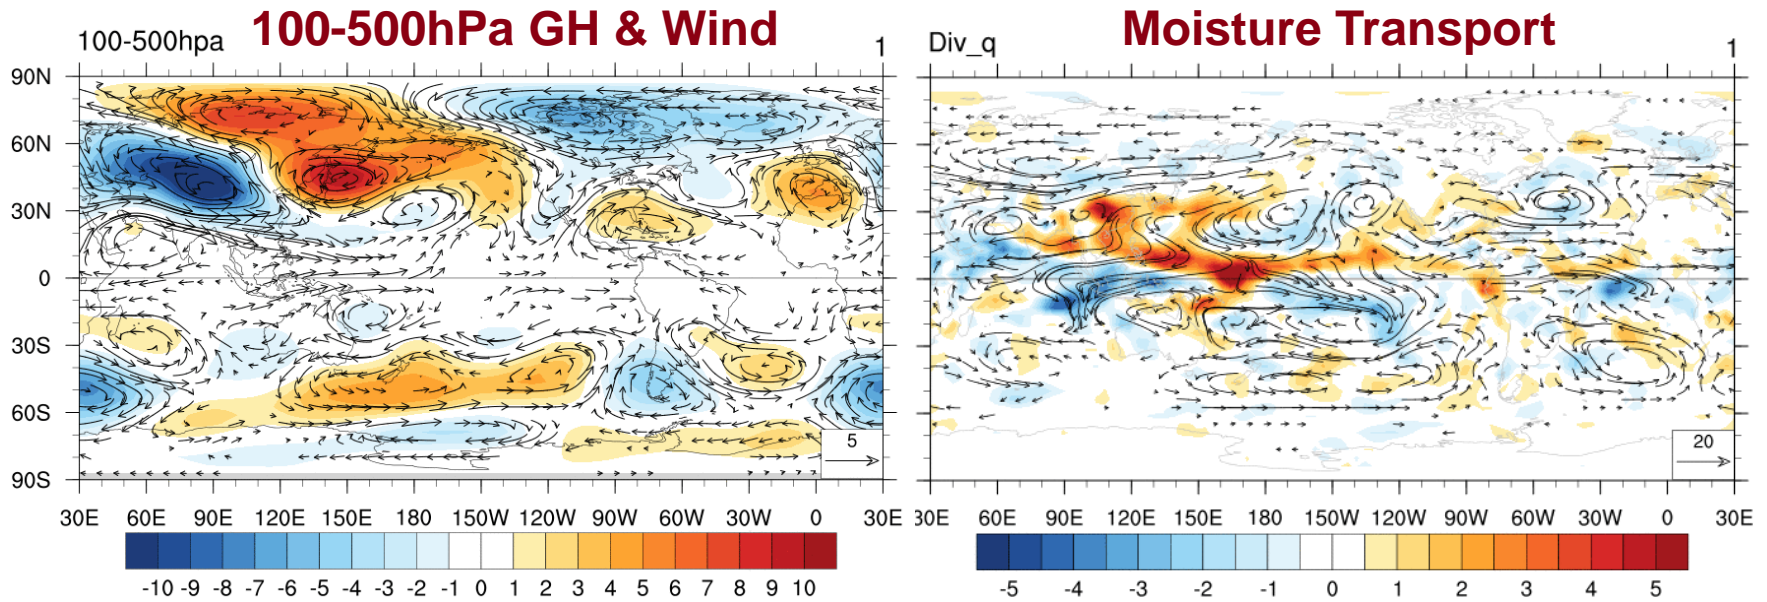 100-500hPa GH & Wind
100-500hpa
1
90N
60N
30N
0
30S
60S
90S
5
30E 60E 90E 120E 150E 180 150W 120W 90W 60W 30W 0 30E
-10 -9 -8 -7 -6 -5 -4 -3 -2 -1 0 1 2 3 4 5 6 7 8 9 10
Moisture Transport
Div_q
1
20
30E 60E 90E 120E 150E 180 150W 120W 90W 60W 30W 0 30E
-5 -4 -3 -2 -1 0 1 2 3 4 5